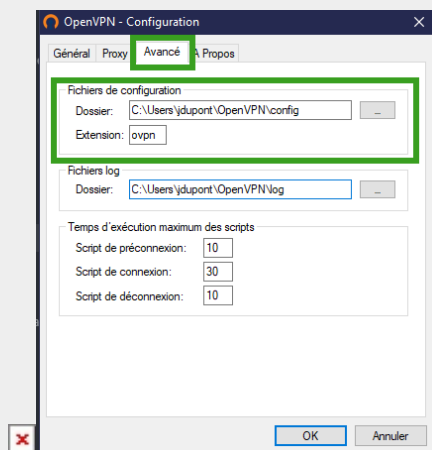 OpenVPN - Configuration
Général Proxy Avancé À Propos
Fichiers de configuration
Dossier: C:\Users\jdupont\OpenVPN\config ...
Extension: ovpn
Fichiers log
Dossier: C:\Users\jdupont\OpenVPN\log ...
Temps d'exécution maximum des scripts
Script de préconnexion: 10
Script de connexion: 30
Script de déconnexion: 10
OK Annuler